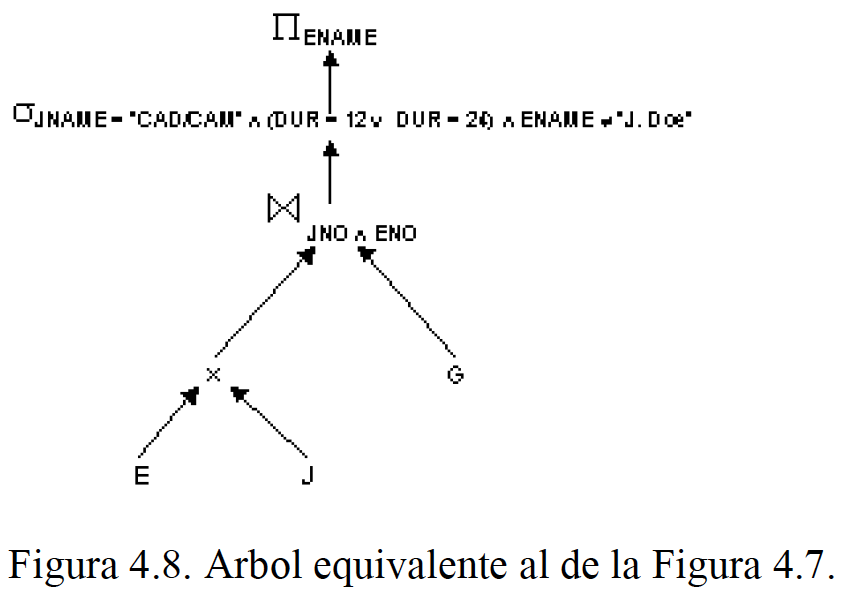 ∏ ENAME
σ JNAME = "CAD/CAM" ∧ (DUR = 12 ∨ DUR = 24) ∧ ENAME ≠ "J. Doe"
⋈ JNO ∧ ENO
× G
E J
Figura 4.8. Arbol equivalente al de la Figura 4.7.